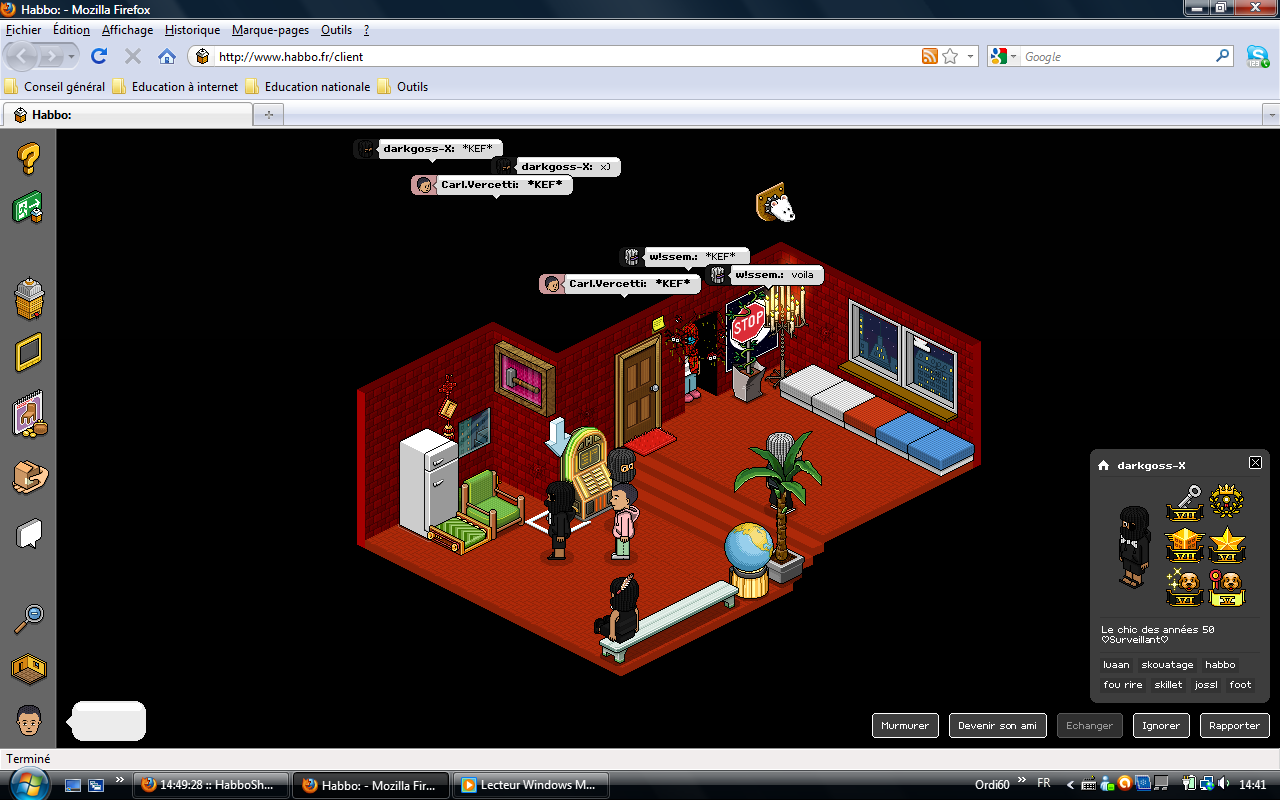 Habbo: - Mozilla Firefox
Fichier Édition Affichage Historique Marque-pages Outils ?
http://www.habbo.fr/client
Google
Conseil général Education à internet Education nationale Outils
Habbo:
darkgoss-X: *KEF*
darkgoss-X: xJ
Carl.Vercetti: *KEF*
w!ssem.: *KEF*
w!ssem.: voila
Carl.Vercetti: *KEF*
STOP
darkgoss-X
Le chic des années 50
♡Surveillant♡
luaan skouatage habbo
fou rire skillet jossl foot
Murmurer Devenir son ami Echanger Ignorer Rapporter
Terminé
14:49:28 :: HabboSh... Habbo: - Mozilla Fir... Lecteur Windows M... Ordi60 FR 14:41